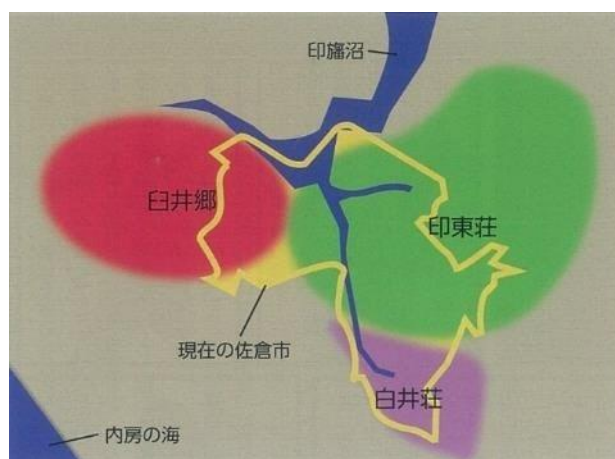 印旛沼
臼井郷
印東荘
現在の佐倉市
白井荘
内房の海